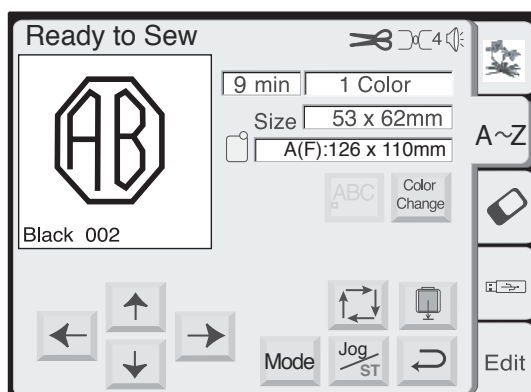 Ready to Sew
4
9 min
1 Color
Size
53 x 62mm
A(F):126 x 110mm
AB
Black 002
ABC
Color
Change
A~Z
Mode
Jog
ST
Edit